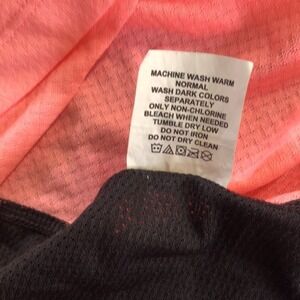 MACHINE WASH WARM
NORMAL
WASH DARK COLORS
SEPARATELY
ONLY NON-CHLORINE
BLEACH WHEN NEEDED
TUMBLE DRY LOW
DO NOT IRON
DO NOT DRY CLEAN